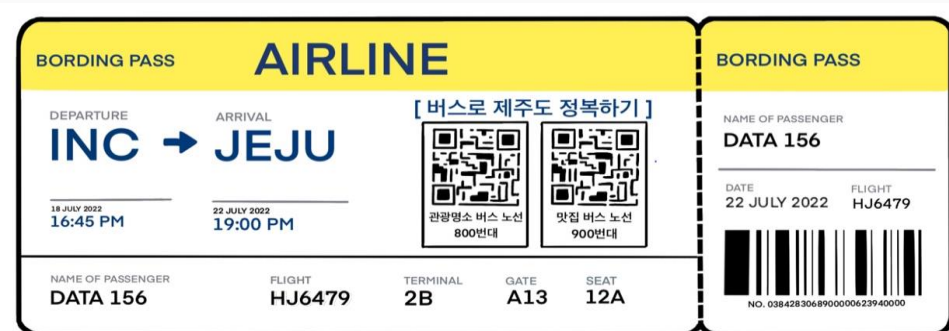 BORDING PASS
AIRLINE
DEPARTURE
INC
ARRIVAL
JEJU
18 JULY 2022
16:45 PM
22 JULY 2022
19:00 PM
[ 버스로 제주도 정복하기 ]
관광명소 버스 노선
800번대
맛집 버스 노선
900번대
NAME OF PASSENGER
DATA 156
FLIGHT
HJ6479
TERMINAL
2B
GATE
A13
SEAT
12A
BORDING PASS
NAME OF PASSENGER
DATA 156
DATE
22 JULY 2022
FLIGHT
HJ6479
NO. 03842830689000000623940000